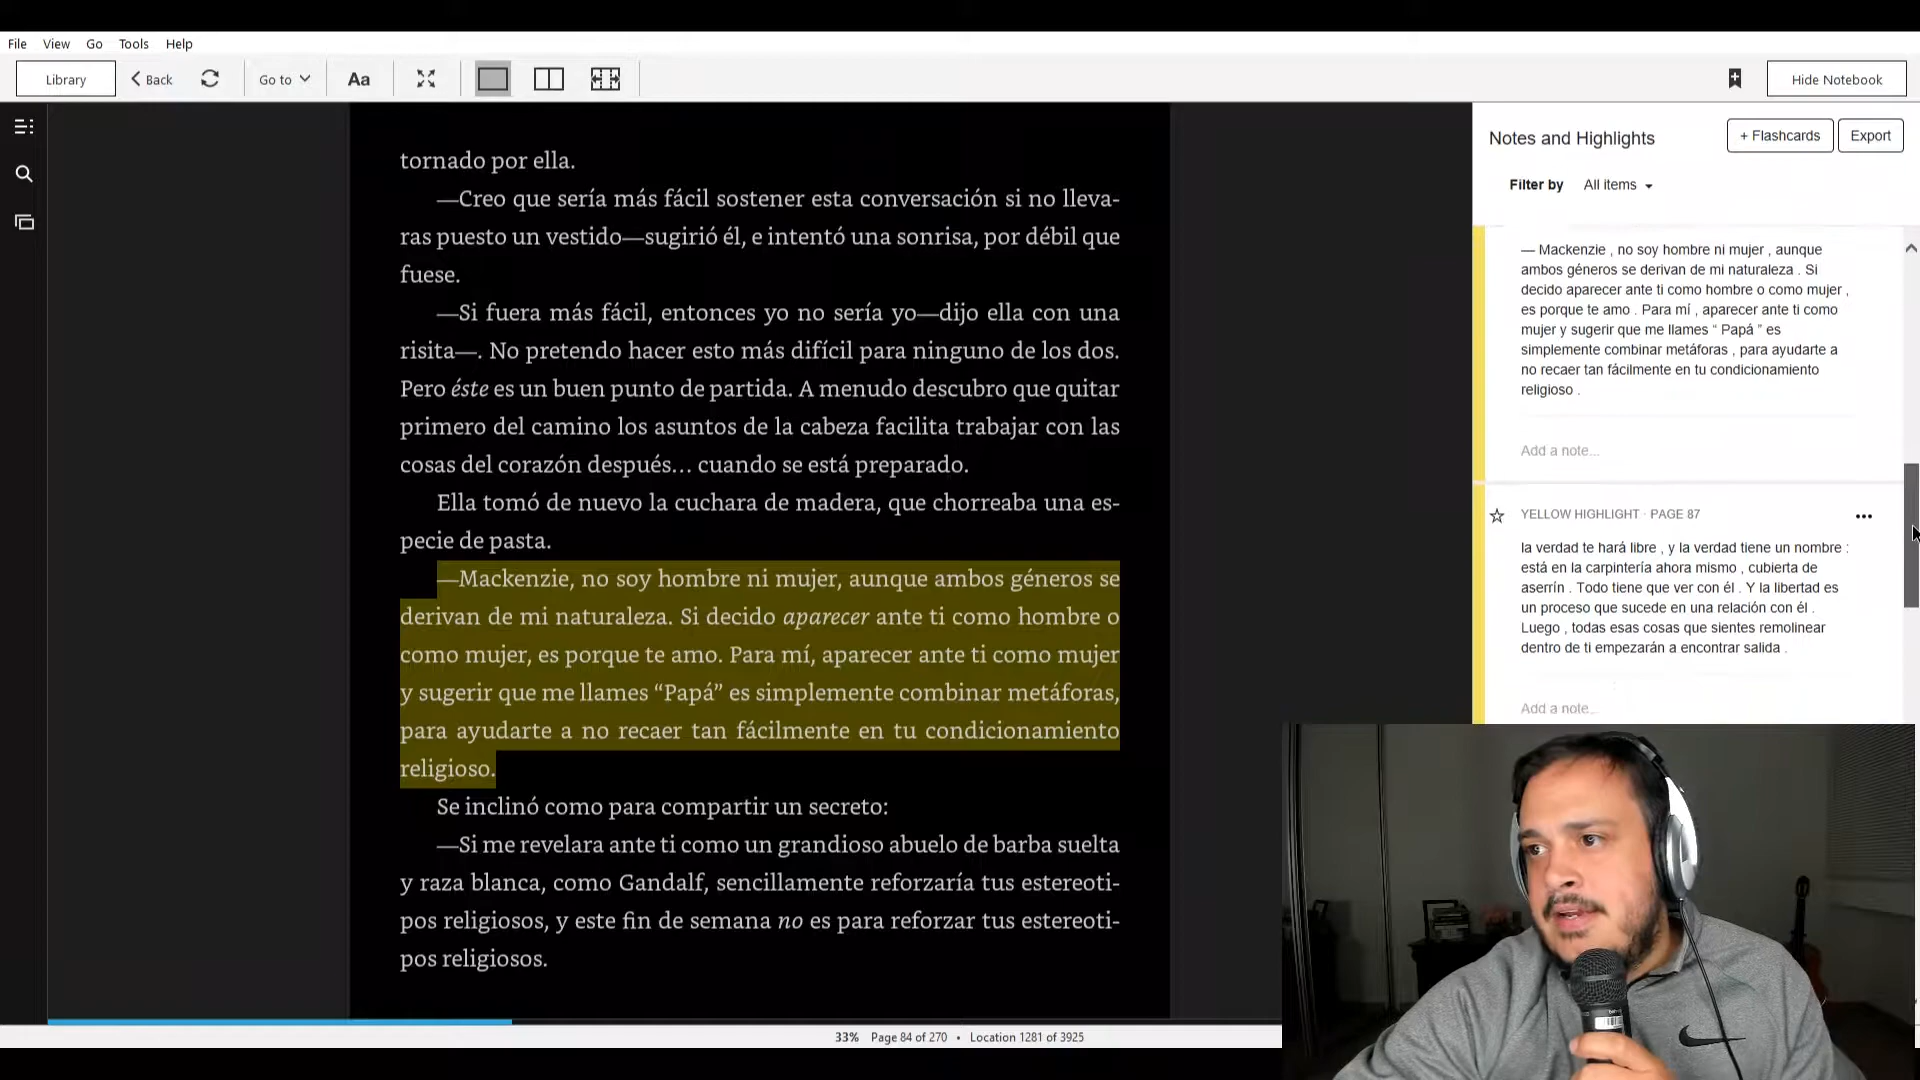 File View Go Tools Help
Library Back Go to Aa Hide Notebook
tornado por ella.
—Creo que sería más fácil sostener esta conversación si no lleva-
ras puesto un vestido—sugirió él, e intentó una sonrisa, por débil que
fuese.
—Si fuera más fácil, entonces yo no sería yo—dijo ella con una
risita—. No pretendo hacer esto más difícil para ninguno de los dos.
Pero éste es un buen punto de partida. A menudo descubro que quitar
primero del camino los asuntos de la cabeza facilita trabajar con las
cosas del corazón después… cuando se está preparado.
Ella tomó de nuevo la cuchara de madera, que chorreaba una es-
pecie de pasta.
—Mackenzie, no soy hombre ni mujer, aunque ambos géneros se
derivan de mi naturaleza. Si decido aparecer ante ti como hombre o
como mujer, es porque te amo. Para mí, aparecer ante ti como mujer
y sugerir que me llames “Papá” es simplemente combinar metáforas,
para ayudarte a no recaer tan fácilmente en tu condicionamiento
religioso.
Se inclinó como para compartir un secreto:
—Si me revelara ante ti como un grandioso abuelo de barba suelta
y raza blanca, como Gandalf, sencillamente reforzaría tus estereoti-
pos religiosos, y este fin de semana no es para reforzar tus estereoti-
pos religiosos.
33% Page 84 of 270 • Location 1281 of 3925
Notes and Highlights + Flashcards Export
Filter by All items
— Mackenzie , no soy hombre ni mujer , aunque
ambos géneros se derivan de mi naturaleza . Si
decido aparecer ante ti como hombre o como mujer ,
es porque te amo . Para mí , aparecer ante ti como
mujer y sugerir que me llames “ Papá ” es
simplemente combinar metáforas , para ayudarte a
no recaer tan fácilmente en tu condicionamiento
religioso .
Add a note...
YELLOW HIGHLIGHT · PAGE 87
la verdad te hará libre , y la verdad tiene un nombre :
está en la carpintería ahora mismo , cubierta de
aserrín . Todo tiene que ver con él . Y la libertad es
un proceso que sucede en una relación con él .
Luego , todas esas cosas que sientes remolinear
dentro de ti empezarán a encontrar salida .
Add a note...